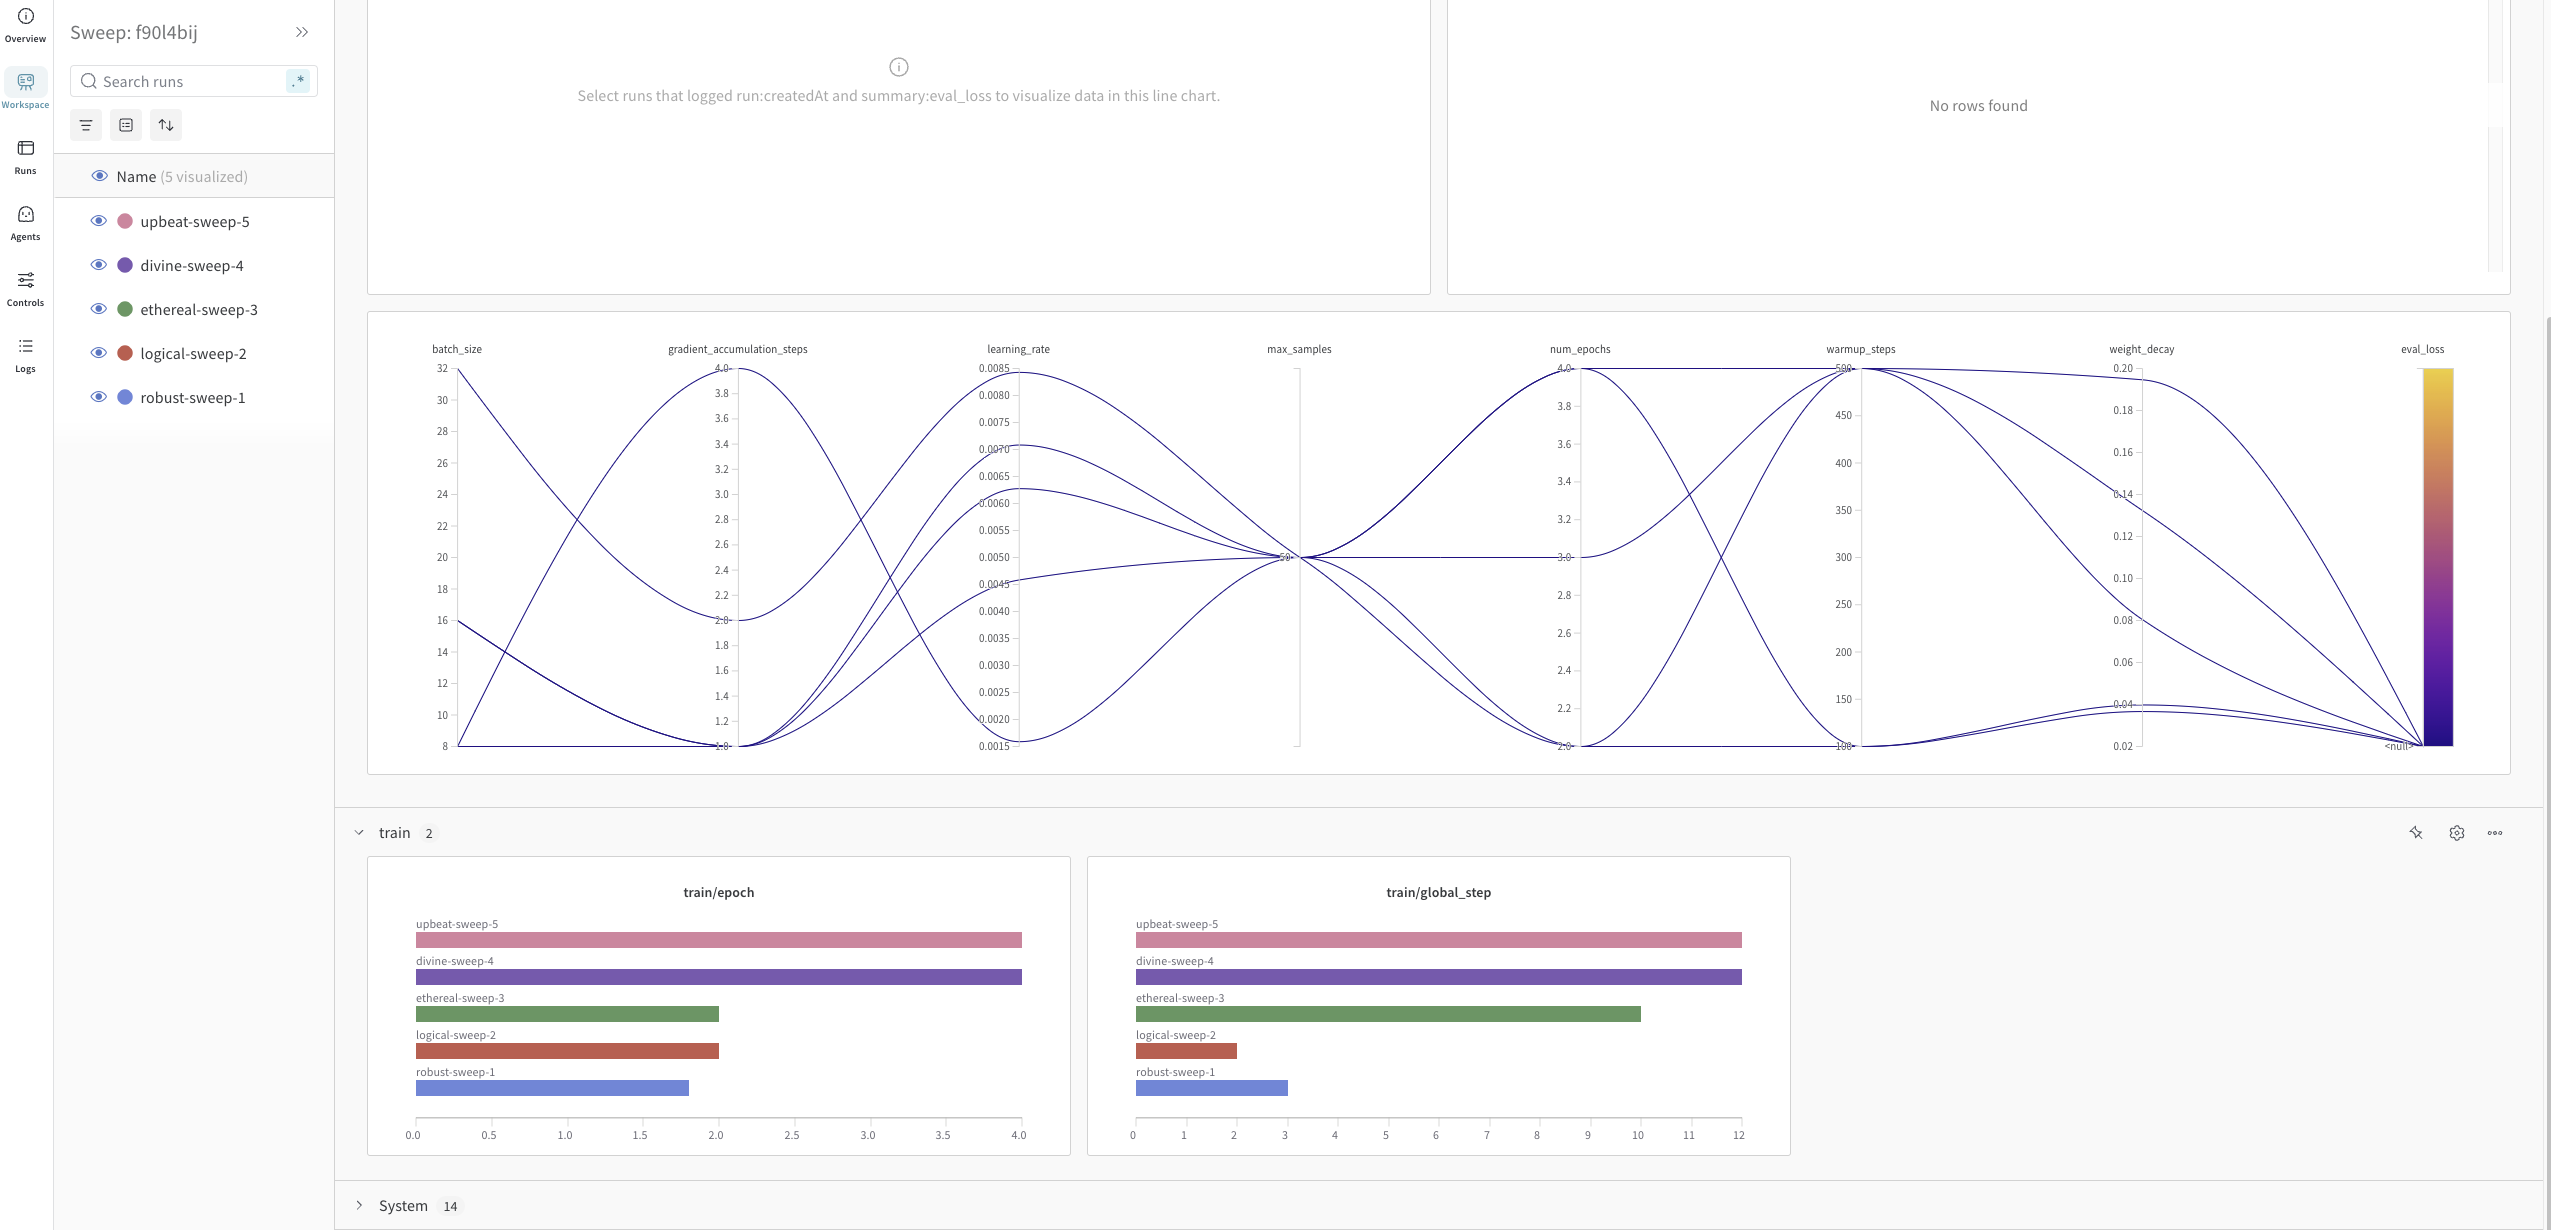 Overview
Workspace
Runs
Agents
Controls
Logs
Sweep: f90l4bij
Search runs
.*
Name (5 visualized)
upbeat-sweep-5
divine-sweep-4
ethereal-sweep-3
logical-sweep-2
robust-sweep-1
Select runs that logged run:createdAt and summary:eval_loss to visualize data in this line chart.
No rows found
batch_size
32
30
28
26
24
22
20
18
16
14
12
10
8
gradient_accumulation_steps
4.0
3.8
3.6
3.4
3.2
3.0
2.8
2.6
2.4
2.2
2.0
1.8
1.6
1.4
1.2
1.0
learning_rate
0.0085
0.0080
0.0075
0.0070
0.0065
0.0060
0.0055
0.0050
0.0045
0.0040
0.0035
0.0030
0.0025
0.0020
0.0015
max_samples
50
num_epochs
4.0
3.8
3.6
3.4
3.2
3.0
2.8
2.6
2.4
2.2
2.0
warmup_steps
500
450
400
350
300
250
200
150
100
weight_decay
0.20
0.18
0.16
0.14
0.12
0.10
0.08
0.06
0.04
0.02
eval_loss
<null>
train 2
train/epoch
upbeat-sweep-5
divine-sweep-4
ethereal-sweep-3
logical-sweep-2
robust-sweep-1
0.0 0.5 1.0 1.5 2.0 2.5 3.0 3.5 4.0
train/global_step
upbeat-sweep-5
divine-sweep-4
ethereal-sweep-3
logical-sweep-2
robust-sweep-1
0 1 2 3 4 5 6 7 8 9 10 11 12
System 14